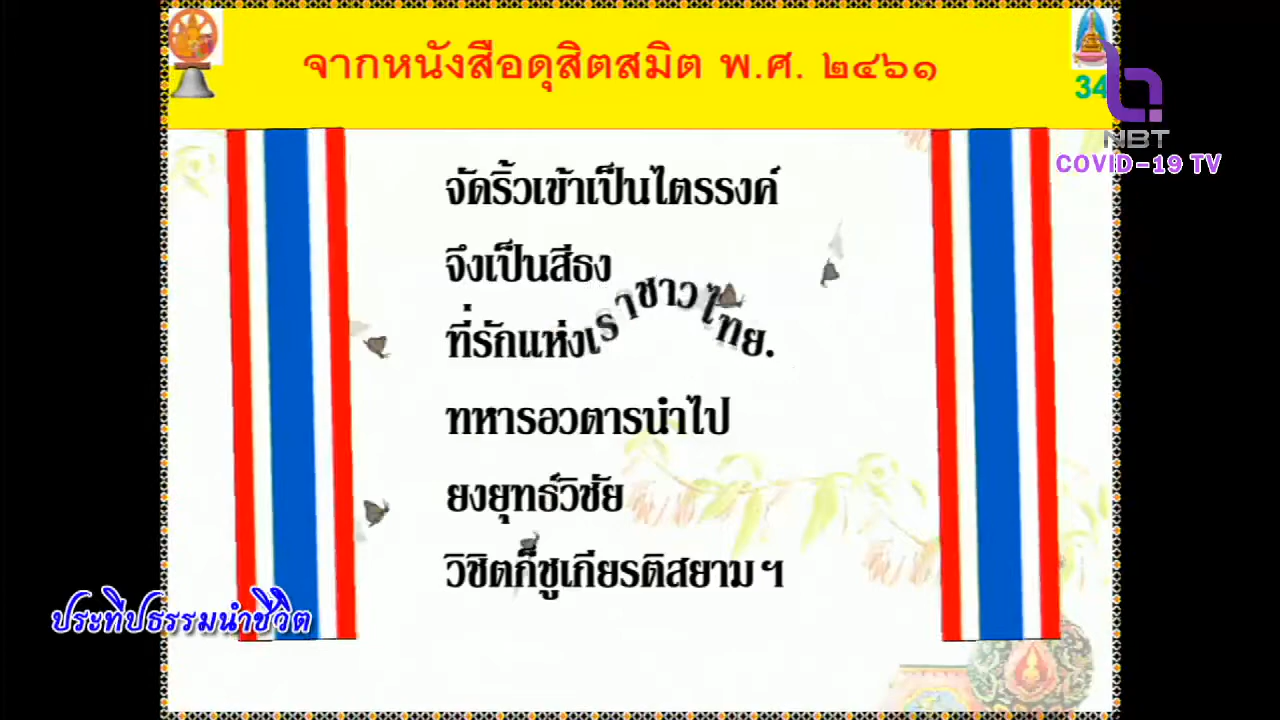 จากหนังสือดุสิตสมิต พ.ศ. ๒๔๖๑
34
NBT
COVID-19 TV
จัดริ้วเข้าเป็นไตรรงค์
จึงเป็นสีธง
ที่รักแห่งเราชาวไทย.
ทหารอวตารนำไป
ยงยุทธ์วิชัย
วิชิตก็ชูเกียรติสยาม ฯ
ประทีปธรรมนำชีวิต